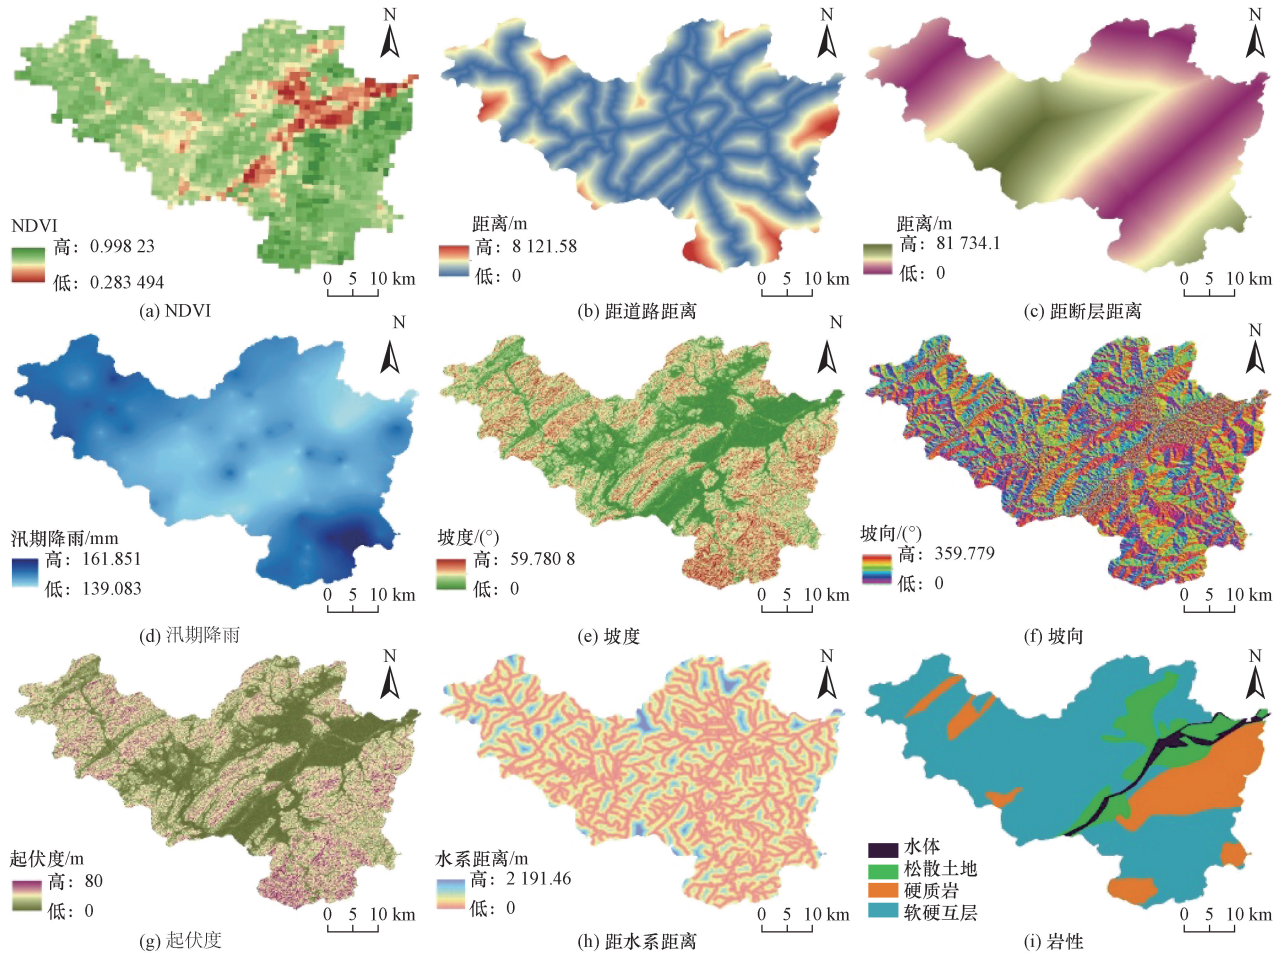 N
NDVI
高：0.998 23
低：0.283 494
0 5 10 km
(a) NDVI
N
距离/m
高：8 121.58
低：0
0 5 10 km
(b) 距道路距离
N
距离/m
高：81 734.1
低：0
0 5 10 km
(c) 距断层距离
N
汛期降雨/mm
高：161.851
低：139.083
0 5 10 km
(d) 汛期降雨
N
坡度/(°)
高：59.780 8
低：0
0 5 10 km
(e) 坡度
N
坡向/(°)
高：359.779
低：0
0 5 10 km
(f) 坡向
N
起伏度/m
高：80
低：0
0 5 10 km
(g) 起伏度
N
水系距离/m
高：2 191.46
低：0
0 5 10 km
(h) 距水系距离
N
水体
松散土地
硬质岩
软硬互层
0 5 10 km
(i) 岩性